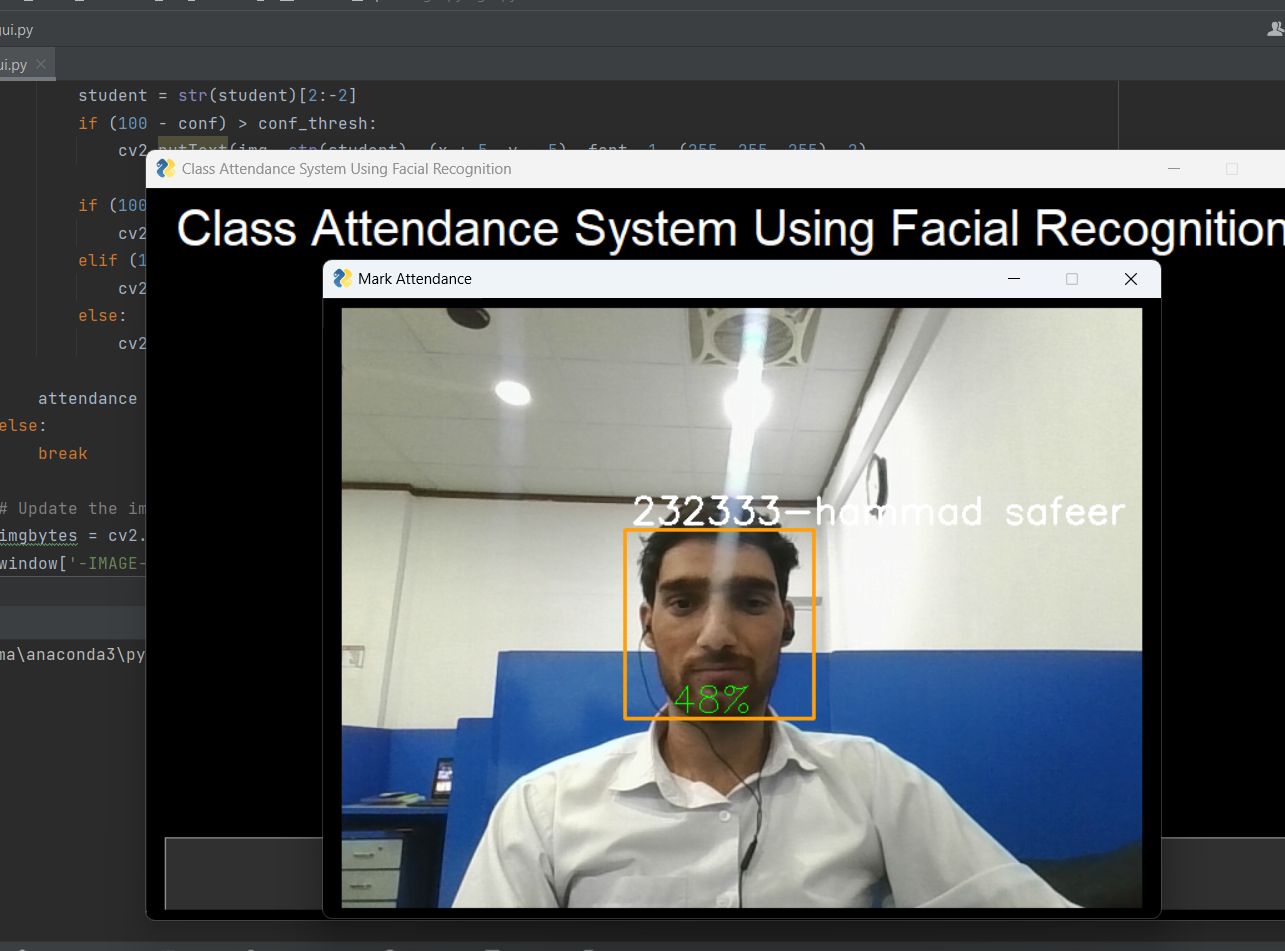 ui.py
ui.py
student = str(student)[2:-2]
if (100 - conf) > conf_thresh:
cv2.putText(img, str(student), (x + 5, y - 5), font, 1, (255, 255, 255), 2)
Class Attendance System Using Facial Recognition
if (100
Class Attendance System Using Facial Recognition
cv2
elif (1
cv2
Mark Attendance
else:
cv2
attendance
else:
break
# Update the im
232333-hammad safeer
imgbytes = cv2.
window['-IMAGE-
ma\anaconda3\py
48%